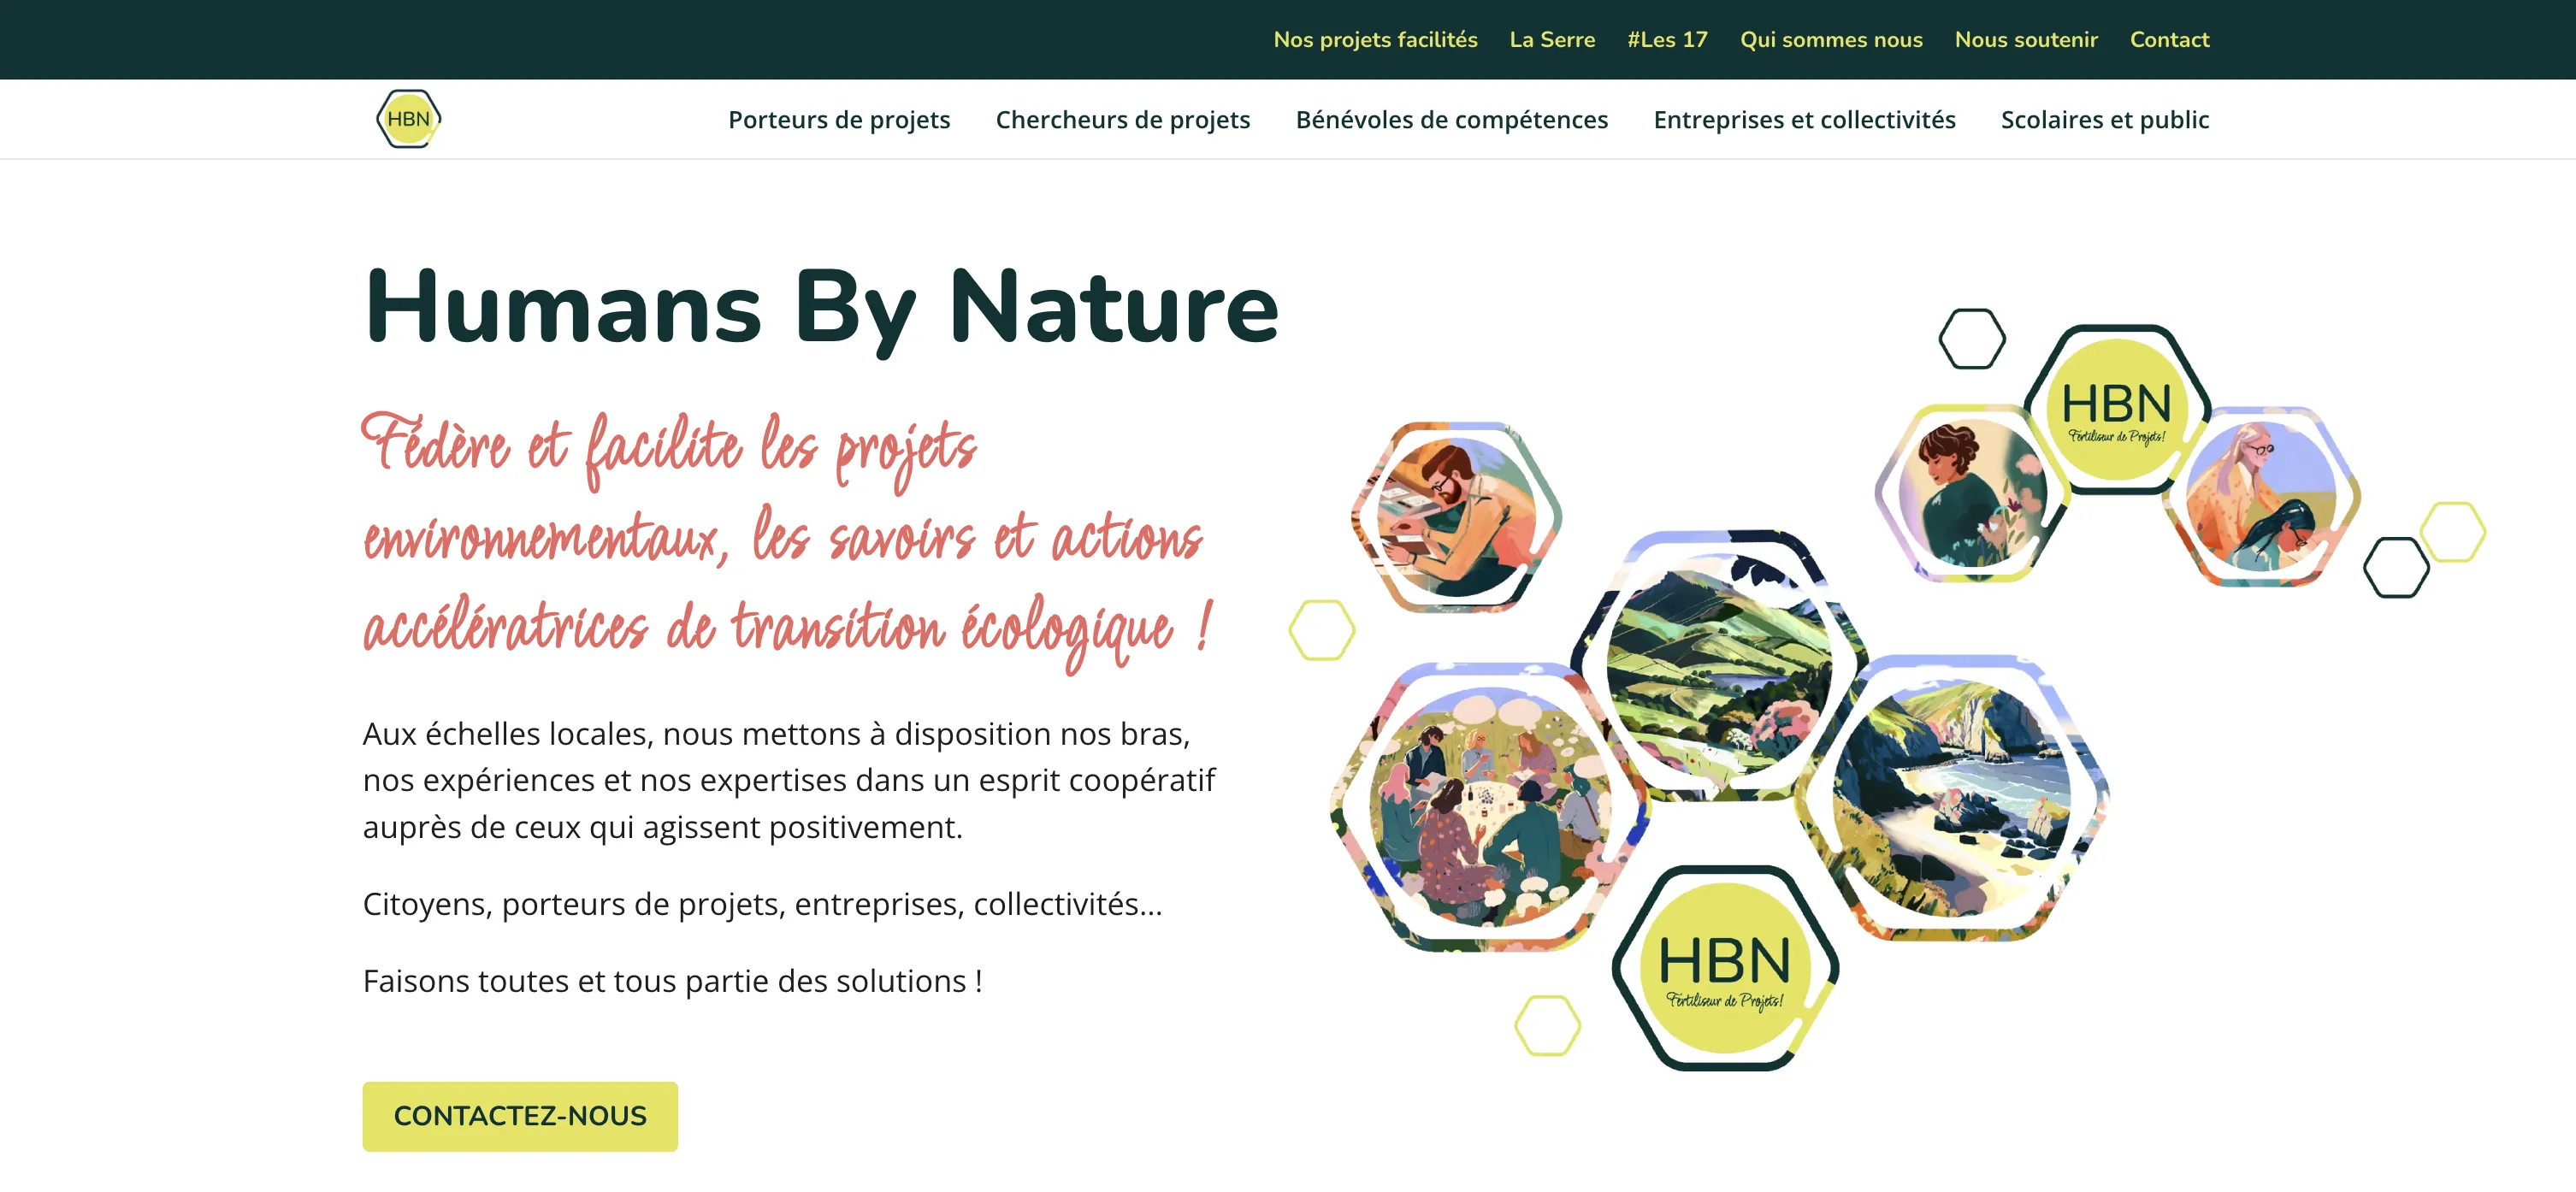 Nos projets facilités La Serre #Les 17 Qui sommes nous Nous soutenir Contact
HBN Porteurs de projets Chercheurs de projets Bénévoles de compétences Entreprises et collectivités Scolaires et public
Humans By Nature
Fédère et facilite les projets
environnementaux, les savoirs et actions
accélératrices de transition écologique !
Aux échelles locales, nous mettons à disposition nos bras,
nos expériences et nos expertises dans un esprit coopératif
auprès de ceux qui agissent positivement.
Citoyens, porteurs de projets, entreprises, collectivités...
Faisons toutes et tous partie des solutions !
CONTACTEZ-NOUS
HBN
Fertiliseur de Projets!
HBN
Fertiliseur de Projets!